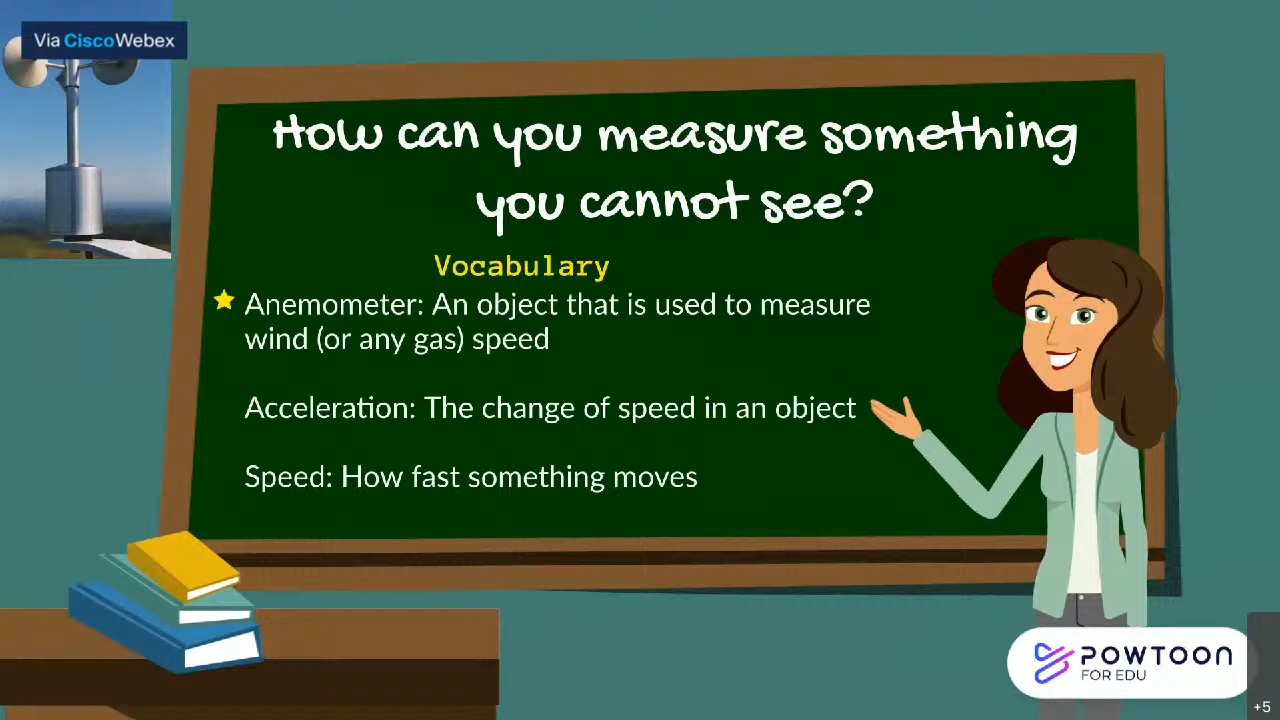 Via CiscoWebex
How can you measure something
you cannot see?
Vocabulary
Anemometer: An object that is used to measure
wind (or any gas) speed
Acceleration: The change of speed in an object
Speed: How fast something moves
POWTOON
FOR EDU
+5